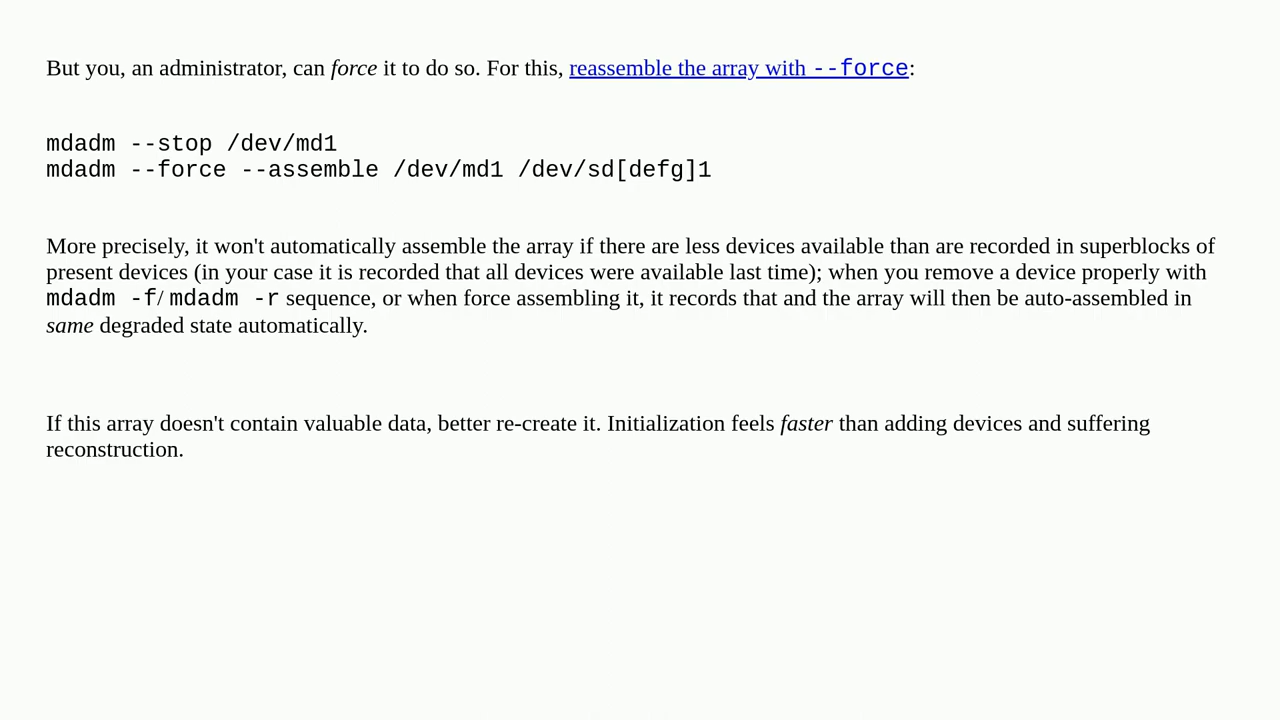 But you, an administrator, can force it to do so. For this, reassemble the array with --force:
mdadm --stop /dev/md1
mdadm --force --assemble /dev/md1 /dev/sd[defg]1
More precisely, it won't automatically assemble the array if there are less devices available than are recorded in superblocks of
present devices (in your case it is recorded that all devices were available last time); when you remove a device properly with
mdadm -f/ mdadm -r sequence, or when force assembling it, it records that and the array will then be auto-assembled in
same degraded state automatically.
If this array doesn't contain valuable data, better re-create it. Initialization feels faster than adding devices and suffering
reconstruction.